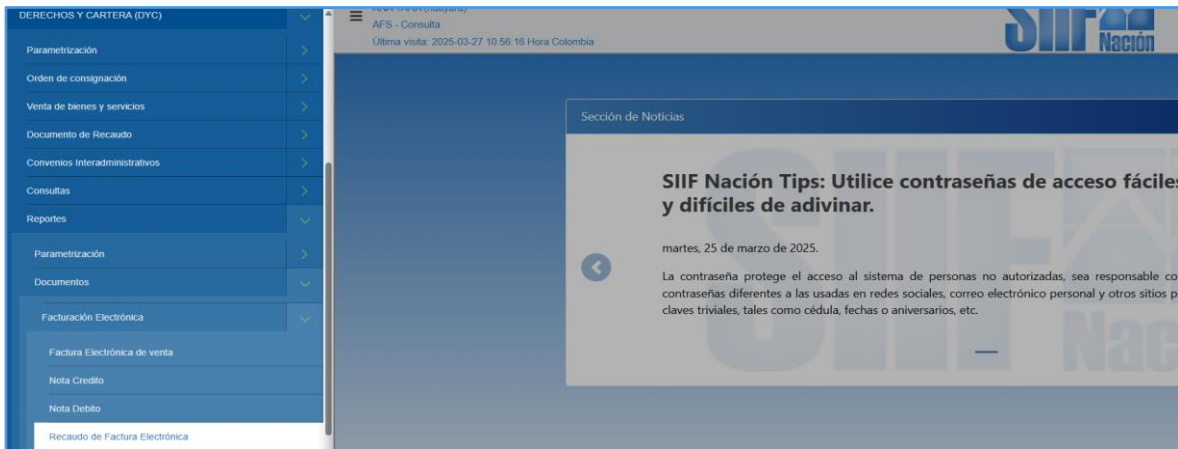 DERECHOS Y CARTERA (DYC)
Parametrización
Orden de consignación
Venta de bienes y servicios
Documento de Recaudo
Convenios Interadministrativos
Consultas
Reportes
Parametrización
Documentos
Facturación Electrónica
Factura Electrónica de venta
Nota Credito
Nota Debito
Recaudo de Factura Electrónica
AFS - Consulta
Última visita: 2025-03-27 10:56:16 Hora Colombia
SIIF
Nación
Sección de Noticias
SIIF Nación Tips: Utilice contraseñas de acceso fáciles
y difíciles de adivinar.
martes, 25 de marzo de 2025.
La contraseña protege el acceso al sistema de personas no autorizadas, sea responsable co
contraseñas diferentes a las usadas en redes sociales, correo electrónico personal y otros sitios p
claves triviales, tales como cédula, fechas o aniversarios, etc.